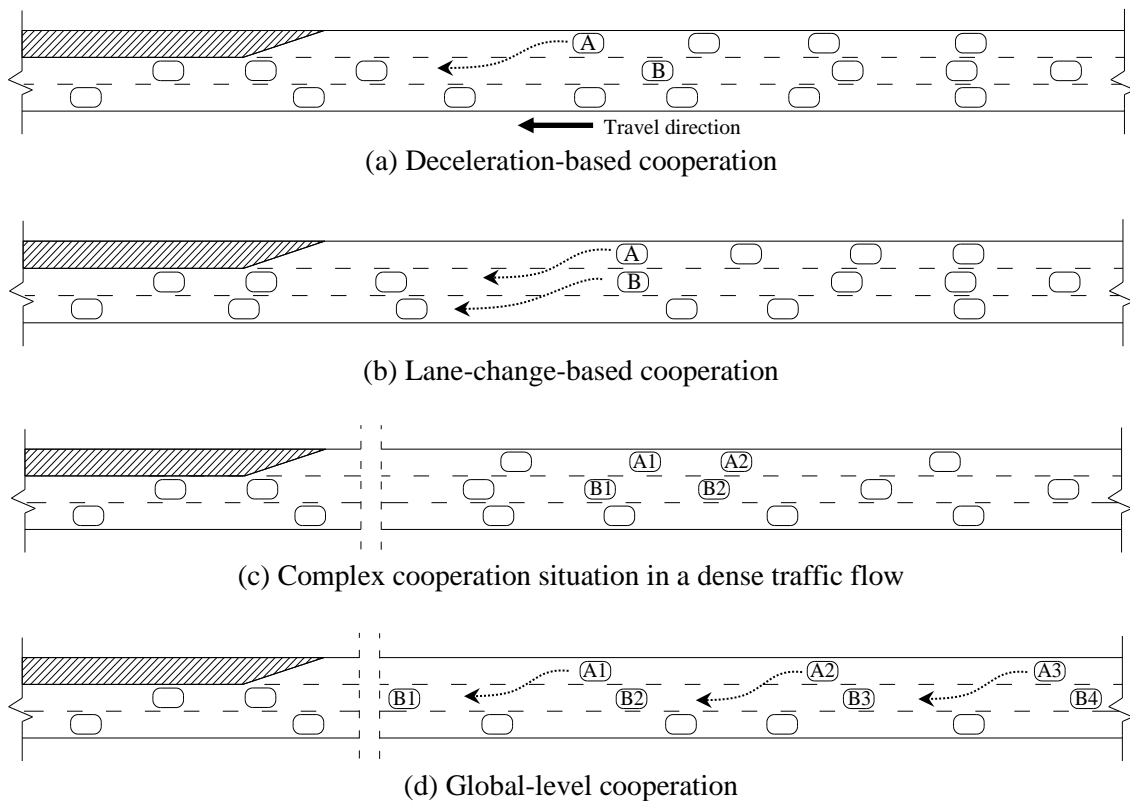 A
B
Travel direction
(a) Deceleration-based cooperation
A
B
(b) Lane-change-based cooperation
A1 A2
B1 B2
(c) Complex cooperation situation in a dense traffic flow
A1 A2 A3
B1 B2 B3 B4
(d) Global-level cooperation